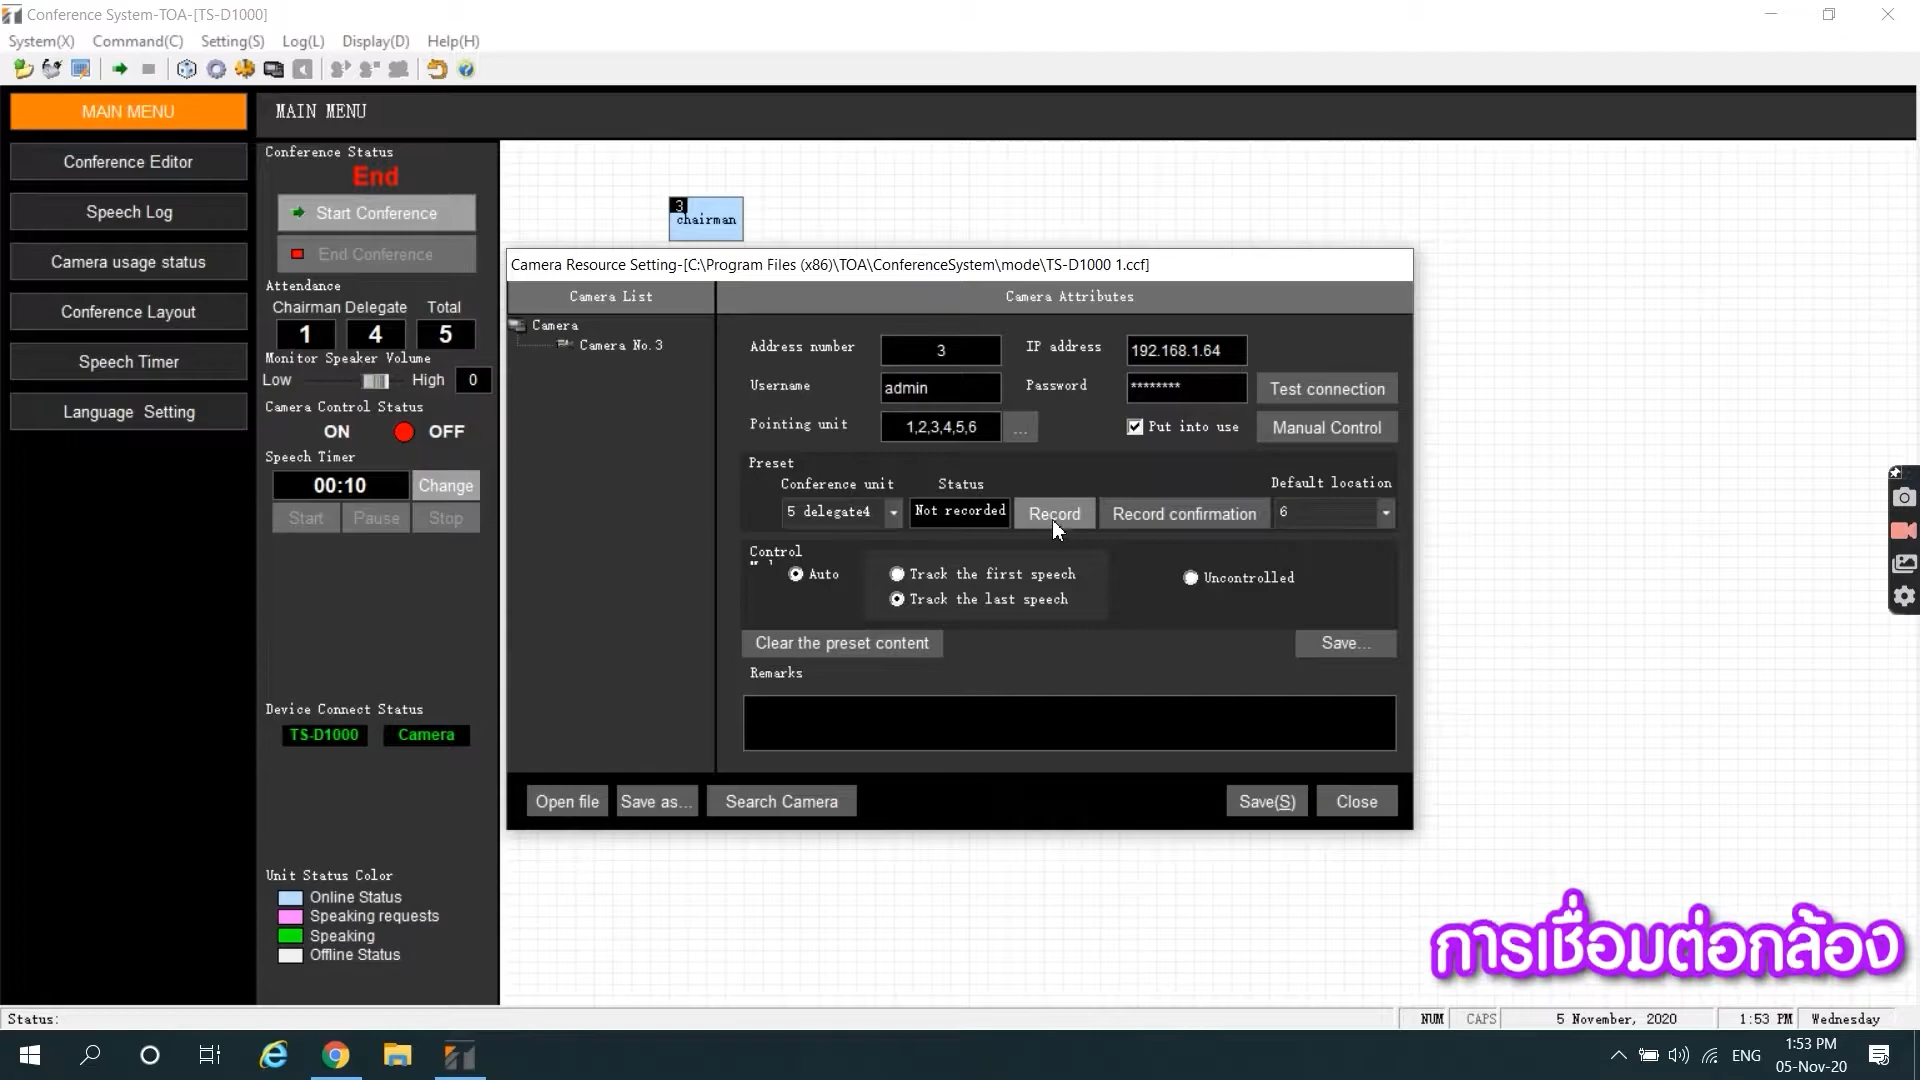 Conference System-TOA-[TS-D1000]
System(X) Command(C) Setting(S) Log(L) Display(D) Help(H)
MAIN MENU
Conference Editor
Speech Log
Camera usage status
Conference Layout
Speech Timer
Language Setting
MAIN MENU
Conference Status
End
Start Conference
End Conference
Attendance
Chairman Delegate Total
1 4 5
Monitor Speaker Volume
Low High 0
Camera Control Status
ON OFF
Speech Timer
00:10 Change
Start Pause Stop
Device Connect Status
TS-D1000 Camera
Unit Status Color
Online Status
Speaking requests
Speaking
Offline Status
3
chairman
Camera Resource Setting-[C:\Program Files (x86)\TOA\ConferenceSystem\mode\TS-D1000 1.ccf]
Camera List
Camera
Camera No.3
Camera Attributes
Address number 3 IP address 192.168.1.64
Username admin Password ******** Test connection
Pointing unit 1,2,3,4,5,6 ... Put into use Manual Control
Preset
Conference unit Status Default location
5 delegate4 Not recorded Record Record confirmation 6
Control
Auto Track the first speech Uncontrolled
Track the last speech
Clear the preset content Save...
Remarks
Open file Save as... Search Camera Save(S) Close
การเชื่อมต่อกล้อง
Status: NUM CAPS 5 November, 2020 1:53 PM Wednesday
ENG 1:53 PM
05-Nov-20